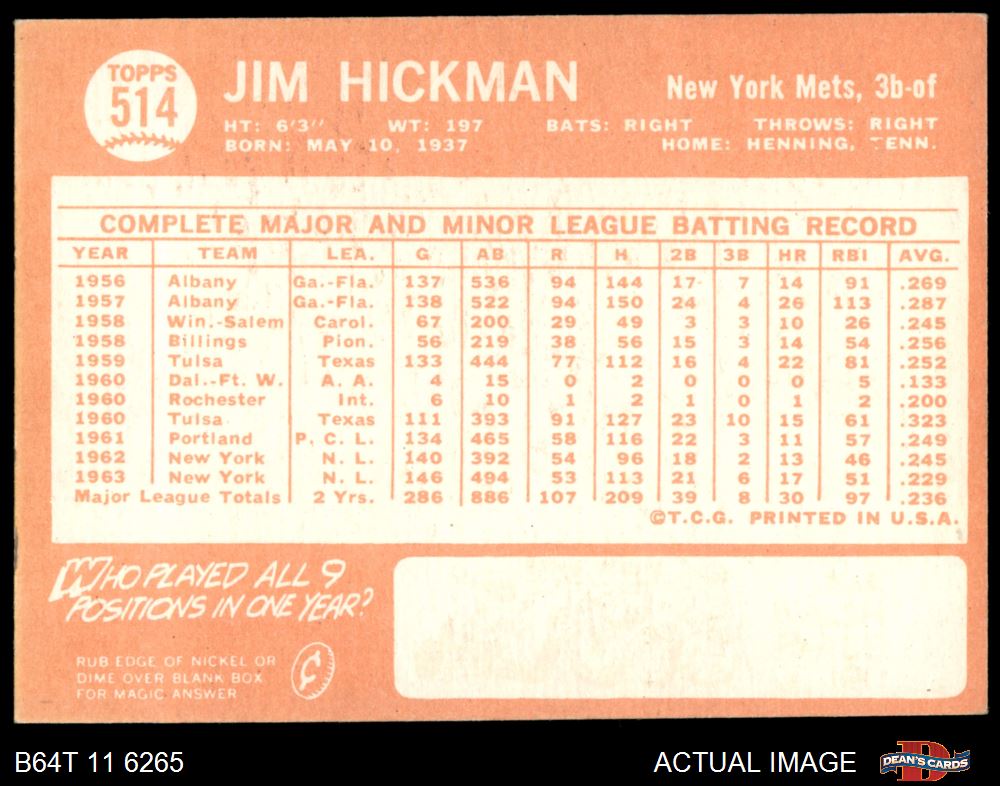 TOPPS
514
JIM HICKMAN
New York Mets, 3b-of
HT: 6'3" WT: 197 BATS: RIGHT THROWS: RIGHT
BORN: MAY 10, 1937 HOME: HENNING, TENN.
COMPLETE MAJOR AND MINOR LEAGUE BATTING RECORD
YEAR TEAM LEA. G AB R H 2B 3B HR RBI AVG.
1956 Albany Ga.-Fla. 137 536 94 144 17 7 14 91 .269
1957 Albany Ga.-Fla. 138 522 94 150 24 4 26 113 .287
1958 Win.-Salem Carol. 67 200 29 49 3 3 10 26 .245
1958 Billings Pion. 56 219 38 56 15 3 14 54 .256
1959 Tulsa Texas 133 444 77 112 16 4 22 81 .252
1960 Dal.-Ft. W. A. A. 4 15 0 2 0 0 0 5 .133
1960 Rochester Int. 6 10 1 2 1 0 1 2 .200
1960 Tulsa Texas 111 393 91 127 23 10 15 61 .323
1961 Portland P. C. L. 134 465 58 116 22 3 11 57 .249
1962 New York N. L. 140 392 54 96 18 2 13 46 .245
1963 New York N. L. 146 494 53 113 21 6 17 51 .229
Major League Totals 2 Yrs. 286 886 107 209 39 8 30 97 .236
©T.C.G. PRINTED IN U.S.A.
WHO PLAYED ALL 9
POSITIONS IN ONE YEAR?
RUB EDGE OF NICKEL OR
DIME OVER BLANK BOX
FOR MAGIC ANSWER
B64T 11 6265
ACTUAL IMAGE
DEAN'S CARDS